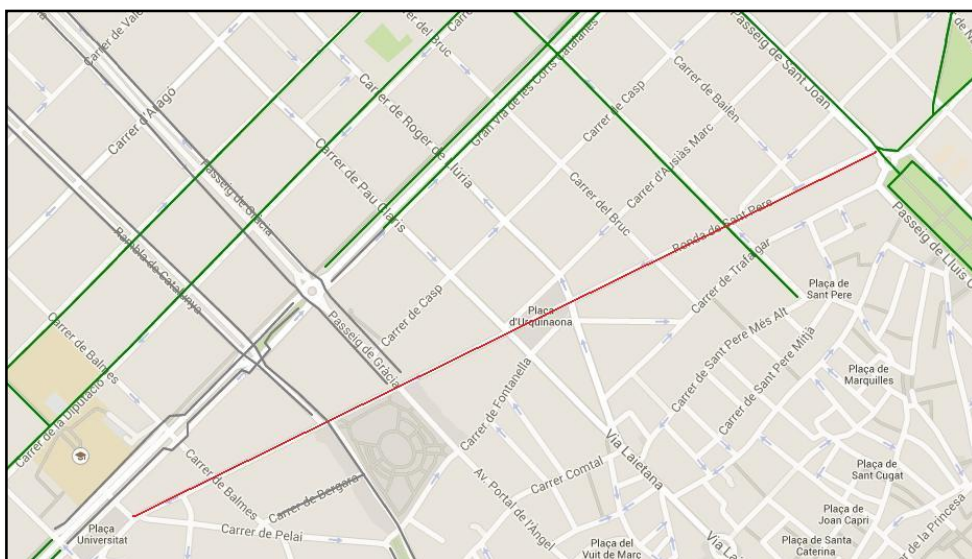 Carrer de Vale
Carrer del Bruc
Carre
Passeig de Sant Joan
de N
Carrer d'Aragó
Carrer de Roger de Llúria
Gran Via de les Corts Catalanes
Carrer de Casp
Carrer de Bailèn
Carrer de Pau Claris
Carrer d'Ausiàs Marc
Passeig de Gràcia
Carrer del Bruc
Ronda de Sant Pere
Passeig de Lluís C
Rambla de Catalunya
Carrer de Trafalgar
Plaça de
Sant Pere
Carrer de Casp
Plaça
d'Urquinaona
Passeig de Gràcia
Carrer de Sant Pere Més Alt
Carrer de Sant Pere Mitjà
Carrer de Balmes
Plaça de
Marquilles
Carrer de la Diputació
Carrer de Fontanella
Via Laietana
Carrer de Balmes
Carrer de Bergara
Carrer Comtal
Av. Portal de l'Àngel
Plaça de
Sant Cugat
Plaça
Universitat
Carrer de Pelai
Plaça de
Joan Capri
Plaça del
Vuit de Març
Via Laietana
Plaça de Santa
Caterina
de la Princesa